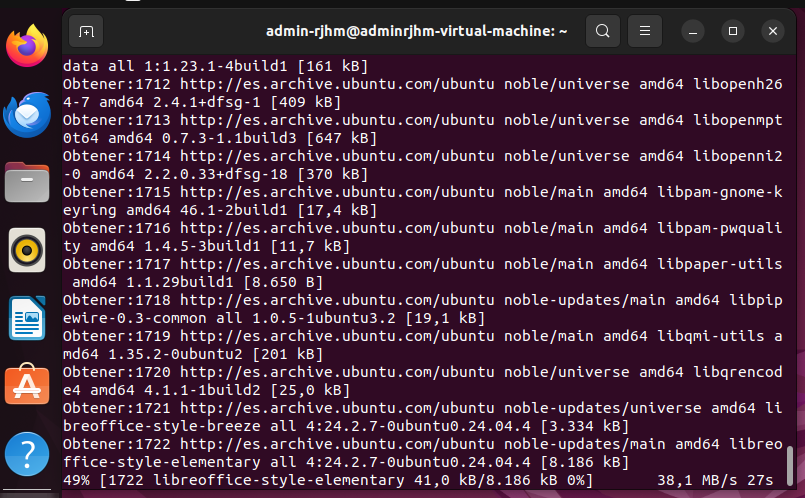 admin-rjhm@adminrjhm-virtual-machine: ~
data all 1:1.23.1-4build1 [161 kB]
Obtener:1712 http://es.archive.ubuntu.com/ubuntu noble/universe amd64 libopenh26
4-7 amd64 2.4.1+dfsg-1 [409 kB]
Obtener:1713 http://es.archive.ubuntu.com/ubuntu noble/universe amd64 libopenmpt
0t64 amd64 0.7.3-1.1build3 [647 kB]
Obtener:1714 http://es.archive.ubuntu.com/ubuntu noble/universe amd64 libopenni2
-0 amd64 2.2.0.33+dfsg-18 [370 kB]
Obtener:1715 http://es.archive.ubuntu.com/ubuntu noble/main amd64 libpam-gnome-k
eyring amd64 46.1-2build1 [17,4 kB]
Obtener:1716 http://es.archive.ubuntu.com/ubuntu noble/main amd64 libpam-pwquali
ty amd64 1.4.5-3build1 [11,7 kB]
Obtener:1717 http://es.archive.ubuntu.com/ubuntu noble/main amd64 libpaper-utils
 amd64 1.1.29build1 [8.650 B]
Obtener:1718 http://es.archive.ubuntu.com/ubuntu noble-updates/main amd64 libpip
ewire-0.3-common all 1.0.5-1ubuntu3.2 [19,1 kB]
Obtener:1719 http://es.archive.ubuntu.com/ubuntu noble/main amd64 libqmi-utils a
md64 1.35.2-0ubuntu2 [201 kB]
Obtener:1720 http://es.archive.ubuntu.com/ubuntu noble/universe amd64 libqrencod
e4 amd64 4.1.1-1build2 [25,0 kB]
Obtener:1721 http://es.archive.ubuntu.com/ubuntu noble-updates/universe amd64 li
breoffice-style-breeze all 4:24.2.7-0ubuntu0.24.04.4 [3.334 kB]
Obtener:1722 http://es.archive.ubuntu.com/ubuntu noble-updates/main amd64 libreo
ffice-style-elementary all 4:24.2.7-0ubuntu0.24.04.4 [8.186 kB]
49% [1722 libreoffice-style-elementary 41,0 kB/8.186 kB 0%] 38,1 MB/s 27s